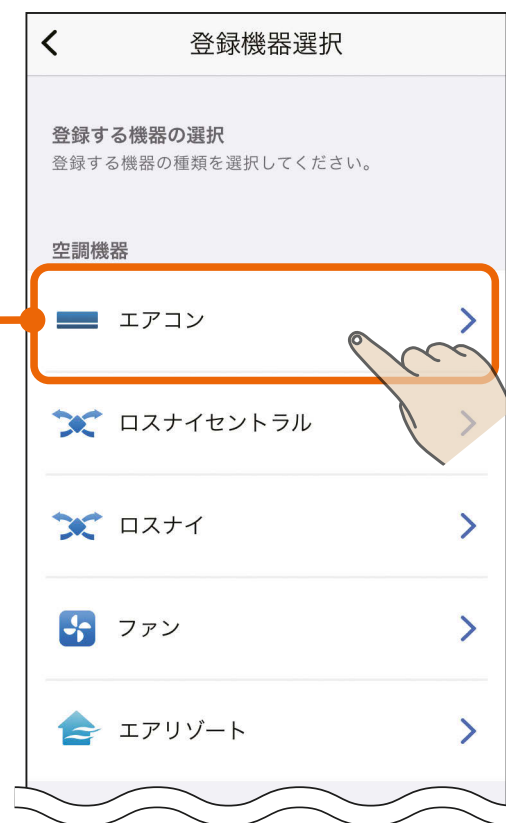 登録機器選択
登録する機器の選択
登録する機器の種類を選択してください。
空調機器
エアコン
ロスナイセントラル
ロスナイ
ファン
エアリゾート